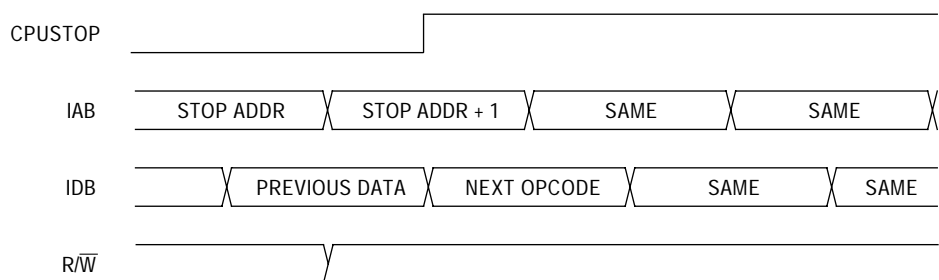 CPUSTOP
IAB STOP ADDR STOP ADDR + 1 SAME SAME
IDB PREVIOUS DATA NEXT OPCODE SAME SAME
R/W̅